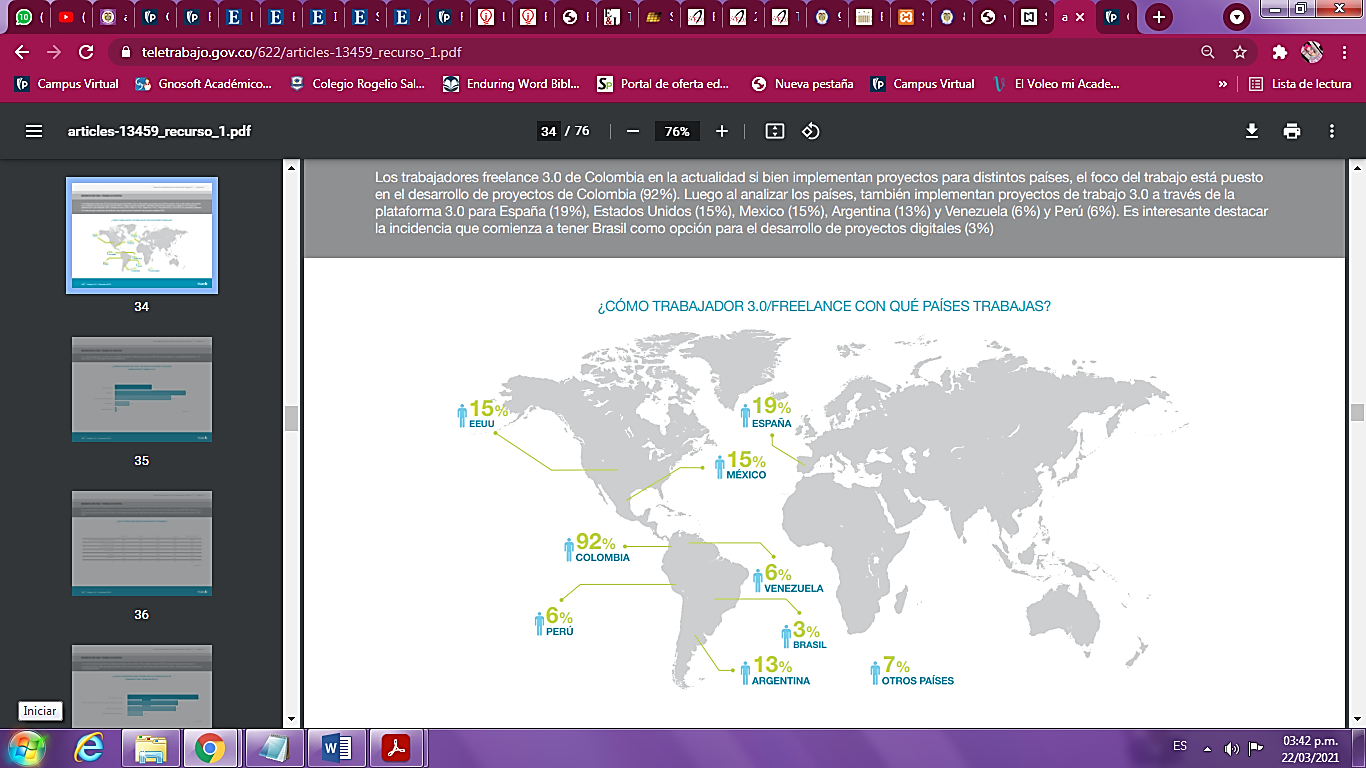 teletrabajo.gov.co/622/articles-13459_recurso_1.pdf
Campus Virtual
Gnosoft Académico...
Colegio Rogelio Sal...
Enduring Word Bibl...
Portal de oferta ed...
Nueva pestaña
Campus Virtual
El Voleo mi Acade...
»
Lista de lectura
articles-13459_recurso_1.pdf
34 / 76
76%
Los trabajadores freelance 3.0 de Colombia en la actualidad si bien implementan proyectos para distintos países, el foco del trabajo está puesto
en el desarrollo de proyectos de Colombia (92%). Luego al analizar los países, también implementan proyectos de trabajo 3.0 a través de la
plataforma 3.0 para España (19%), Estados Unidos (15%), Mexico (15%), Argentina (13%) y Venezuela (6%) y Perú (6%). Es interesante destacar
la incidencia que comienza a tener Brasil como opción para el desarrollo de proyectos digitales (3%)
¿CÓMO TRABAJADOR 3.0/FREELANCE CON QUÉ PAÍSES TRABAJAS?
15%
EEUU
19%
ESPAÑA
15%
MÉXICO
92%
COLOMBIA
6%
VENEZUELA
6%
PERÚ
3%
BRASIL
13%
ARGENTINA
7%
OTROS PAÍSES
34
35
36
Iniciar
ES
03:42 p.m.
22/03/2021